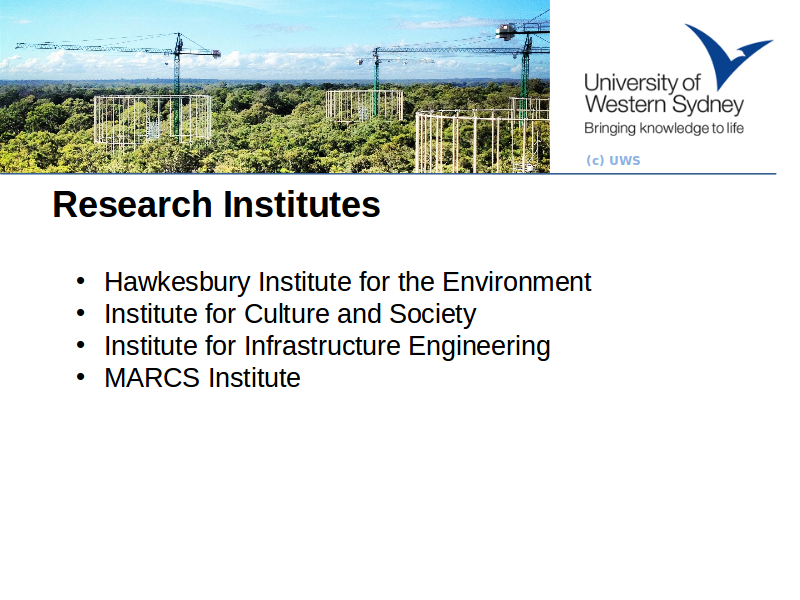 University of
Western Sydney
Bringing knowledge to life
(c) UWS
Research Institutes
• Hawkesbury Institute for the Environment
• Institute for Culture and Society
• Institute for Infrastructure Engineering
• MARCS Institute